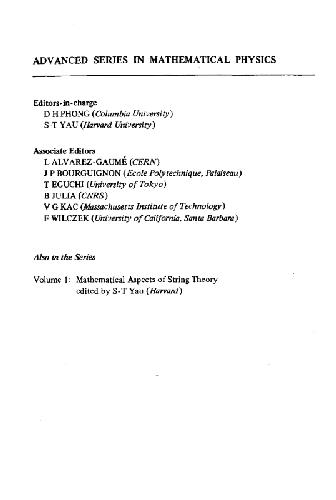 ADVANCED SERIES IN MATHEMATICAL PHYSICS
Editors-in-charge
D H PHONG (Columbia University)
S-T YAU (Harvard University)
Associate Editors
L ALVAREZ-GAUMÉ (CERN)
J P BOURGUIGNON (Ecole Polytechnique, Palaiseau)
T EGUCHI (University of Tokyo)
B JULIA (CNRS)
V G KAC (Massachusetts Institute of Technology)
F WILCZEK (University of California, Santa Barbara)
Also in the Series
Volume 1: Mathematical Aspects of String Theory
edited by S-T Yau (Harvard)